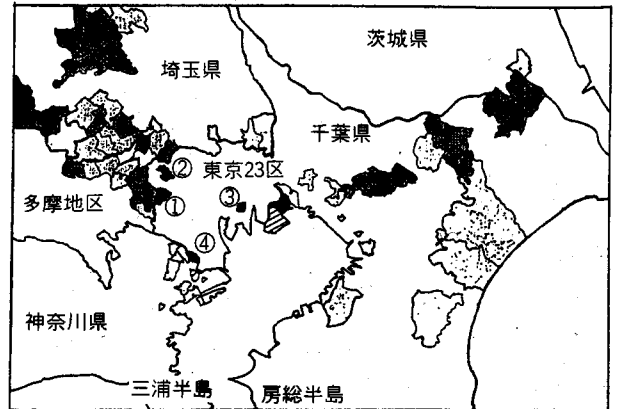 茨城県
埼玉県
千葉県
②
東京23区
多摩地区
①
③
④
神奈川県
三浦半島
房総半島